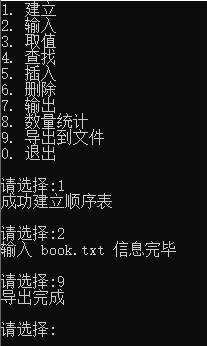 1. 建立
2. 输入
3. 取值
4. 查找
5. 插入
6. 删除
7. 输出
8. 数量统计
9. 导出到文件
0. 退出
请选择:1
成功建立顺序表
请选择:2
输入 book.txt 信息完毕
请选择:9
导出完成
请选择: